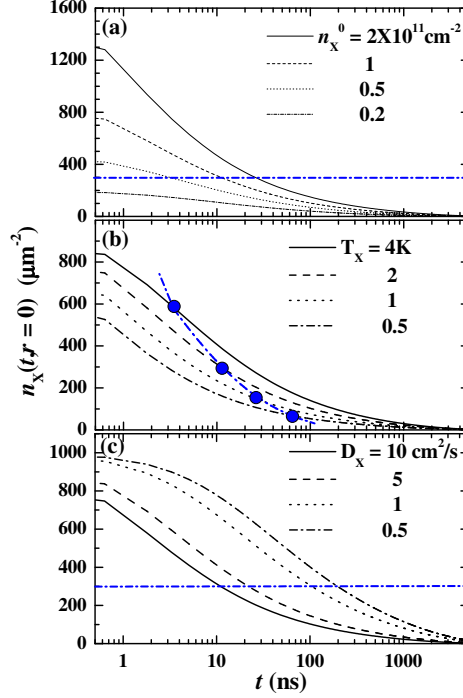 1600
(a)
n_X^0 = 2X10^11cm^-2
1200
1
800
0.5
0.2
400
0
(b)
T_X = 4K
800
2
600
1
400
0.5
200
0
n_X(t,r = 0) (μm^-2)
(c)
D_X = 10 cm^2/s
1000
5
800
1
600
0.5
400
200
0
1 10 100 1000
t (ns)